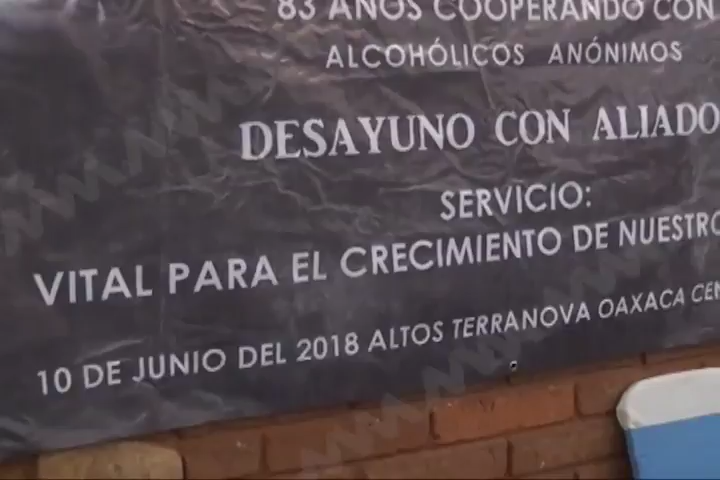 83 AÑOS COOPERANDO CON
ALCOHÓLICOS ANÓNIMOS
DESAYUNO CON ALIADO
SERVICIO:
VITAL PARA EL CRECIMIENTO DE NUESTRO
10 DE JUNIO DEL 2018 ALTOS TERRANOVA OAXACA CEN